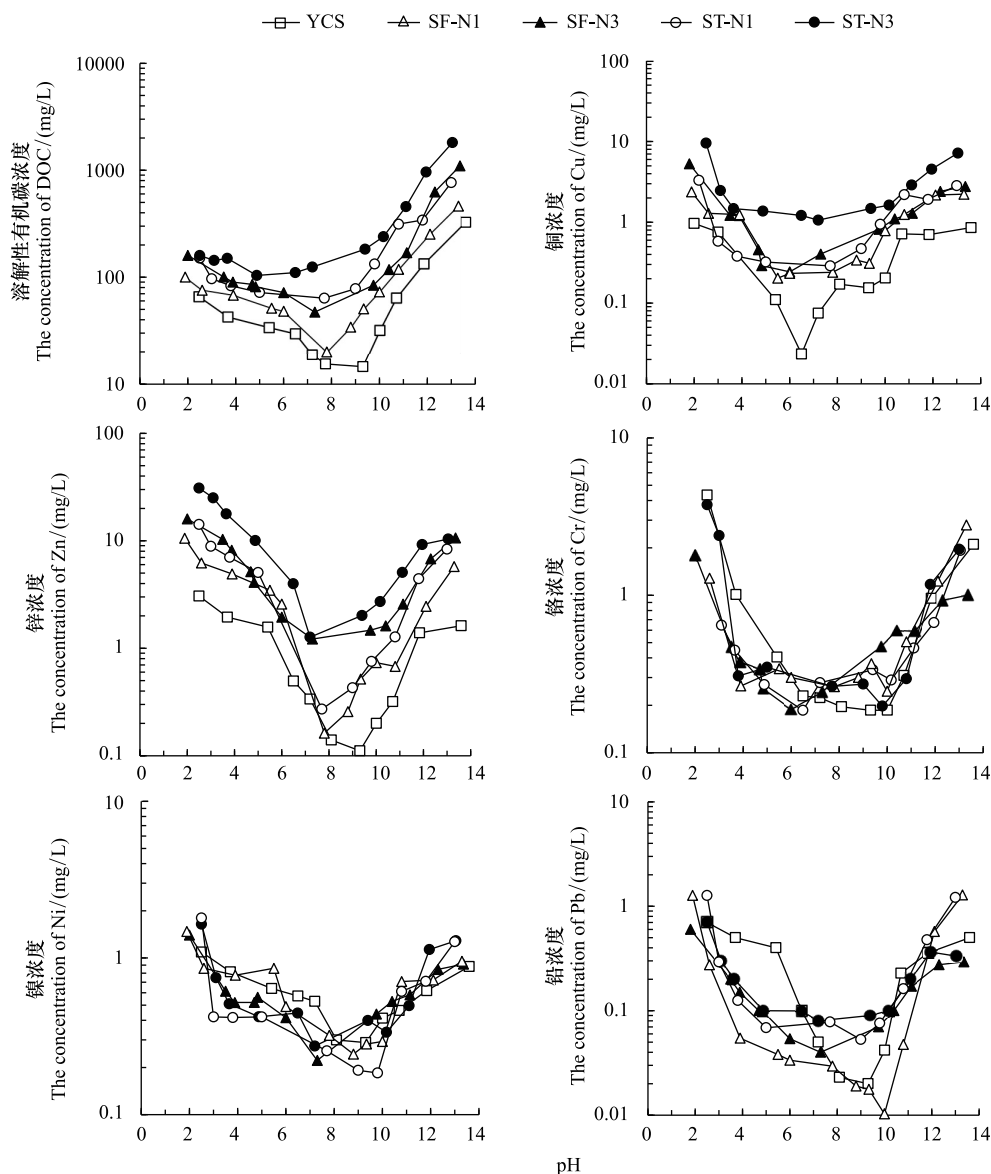 YCS SF-N1 SF-N3 ST-N1 ST-N3
溶解性有机碳浓度
The concentration of DOC/(mg/L)
10000
1000
100
10
0 2 4 6 8 10 12 14
铜浓度
The concentration of Cu/(mg/L)
100
10
1
0.1
0.01
0 2 4 6 8 10 12 14
锌浓度
The concentration of Zn/(mg/L)
100
10
1
0.1
0 2 4 6 8 10 12 14
铬浓度
The concentration of Cr/(mg/L)
10
1
0.1
0 2 4 6 8 10 12 14
镍浓度
The concentration of Ni/(mg/L)
10
1
0.1
0 2 4 6 8 10 12 14
铅浓度
The concentration of Pb/(mg/L)
10
1
0.1
0.01
0 2 4 6 8 10 12 14
pH